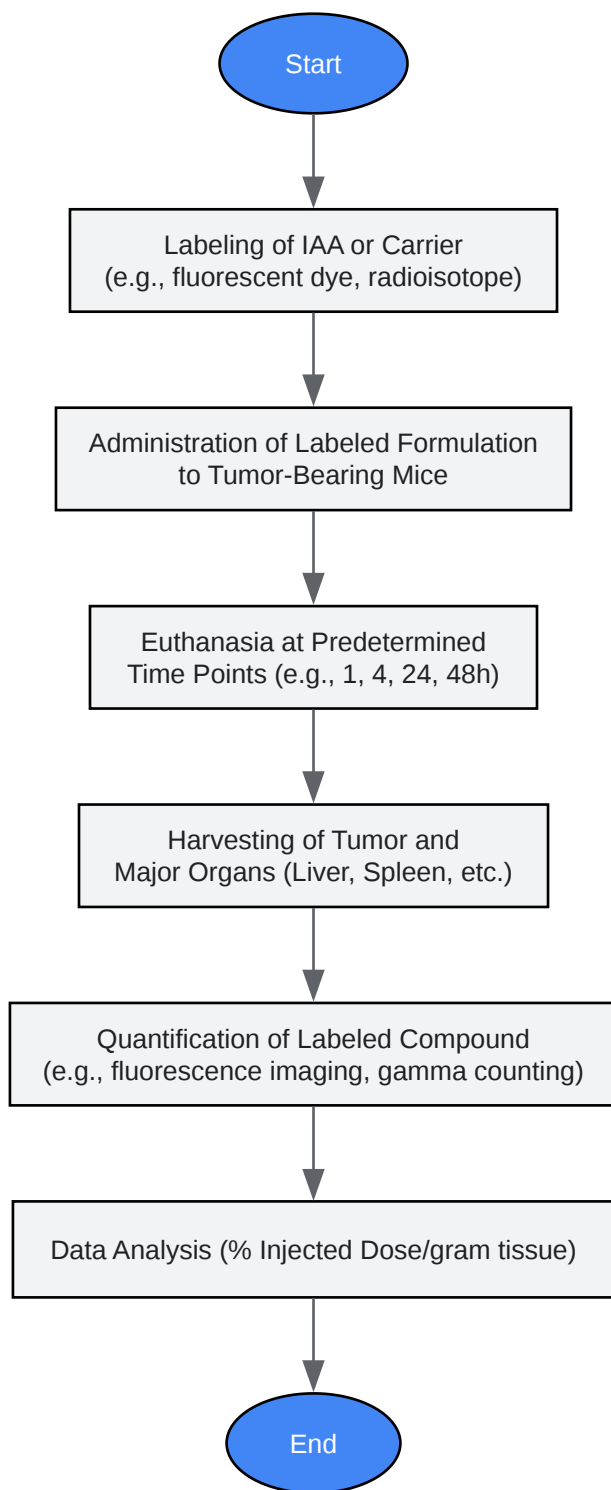 Start
Labeling of IAA or Carrier
(e.g., fluorescent dye, radioisotope)
Administration of Labeled Formulation
to Tumor-Bearing Mice
Euthanasia at Predetermined
Time Points (e.g., 1, 4, 24, 48h)
Harvesting of Tumor and
Major Organs (Liver, Spleen, etc.)
Quantification of Labeled Compound
(e.g., fluorescence imaging, gamma counting)
Data Analysis (% Injected Dose/gram tissue)
End